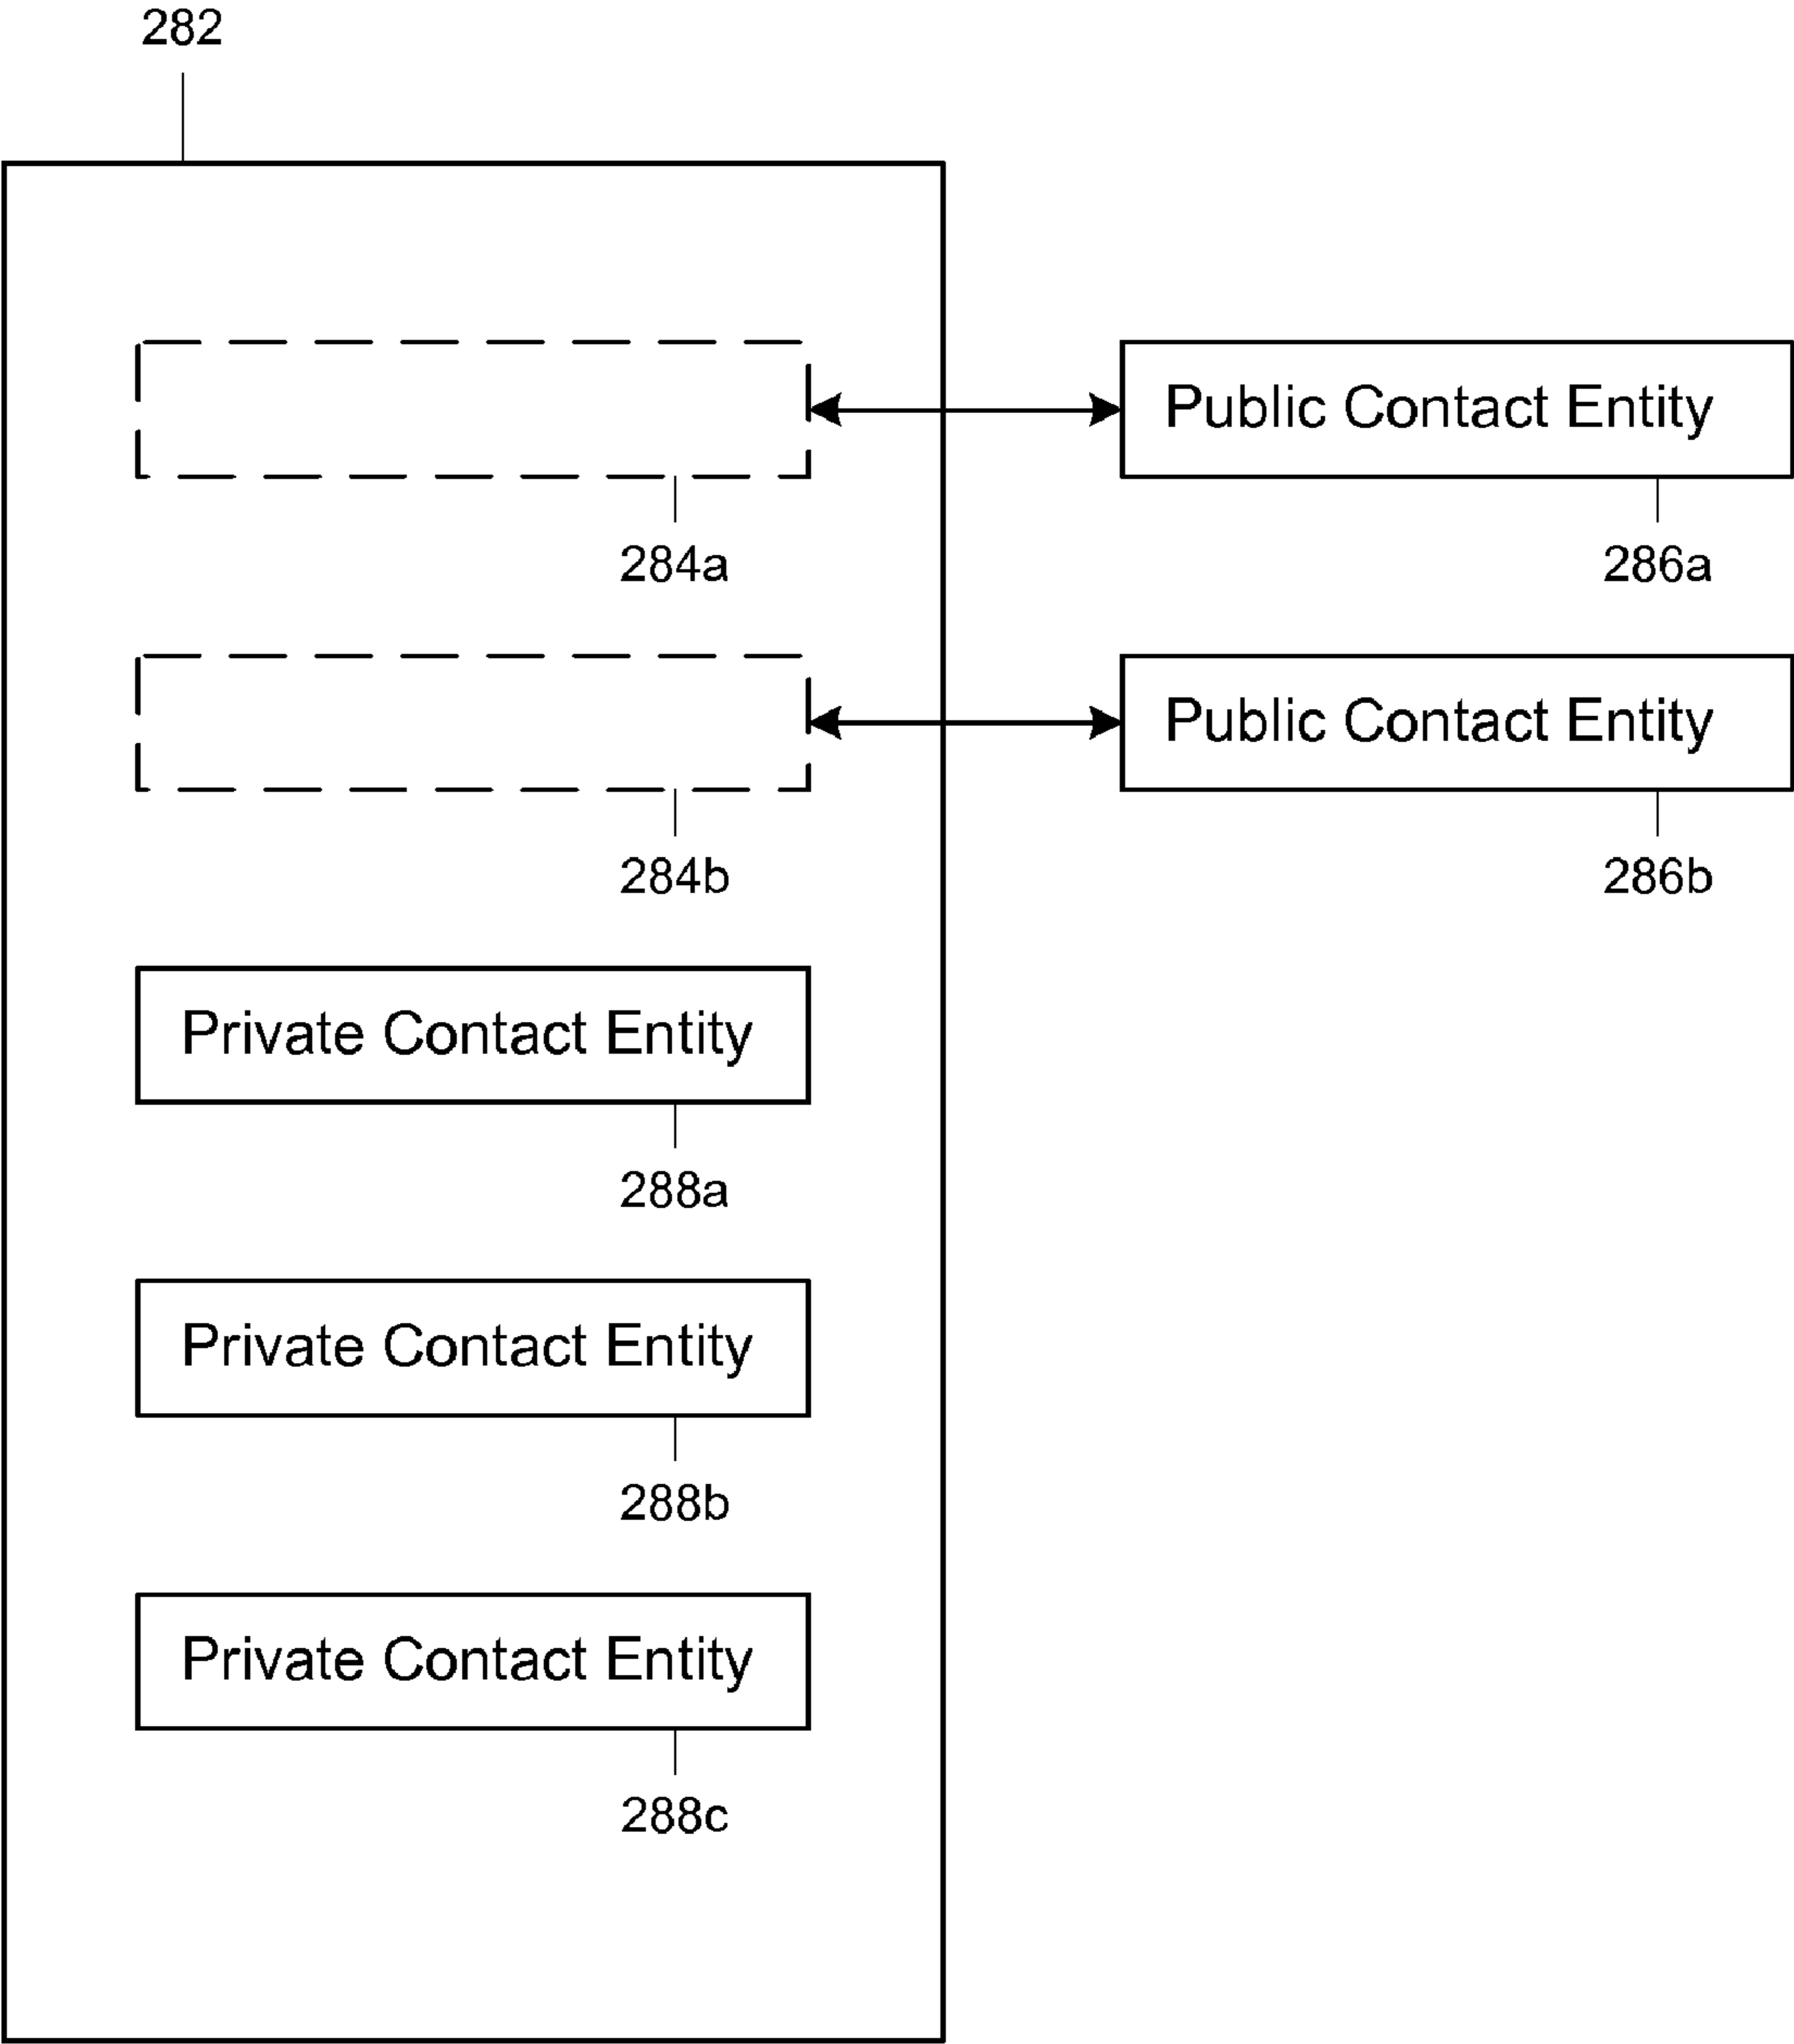 282
Public Contact Entity
284a
286a
Public Contact Entity
284b
286b
Private Contact Entity
288a
Private Contact Entity
288b
Private Contact Entity
288c